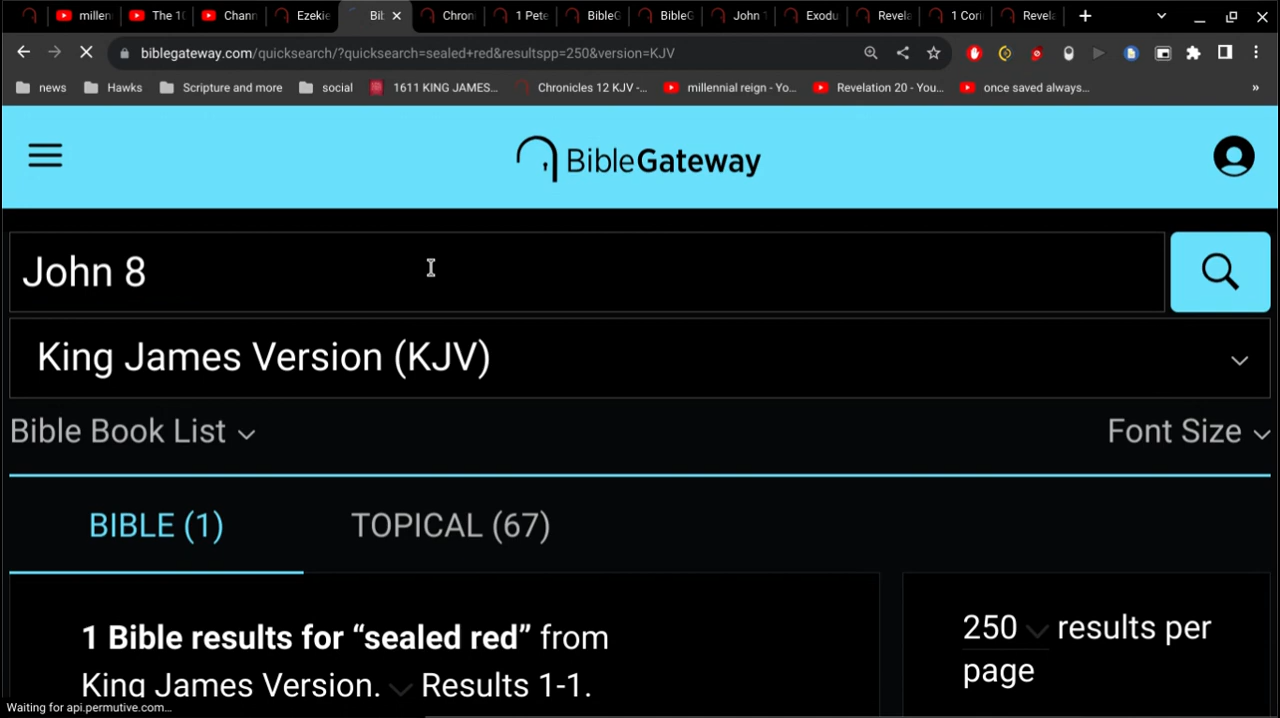 millen
The 10
Chann
Ezekie
Bib
Chron
1 Pete
BibleG
BibleG
John 1
Exodu
Revela
1 Cori
Revela
biblegateway.com/quicksearch/?quicksearch=sealed+red&resultspp=250&version=KJV
news Hawks Scripture and more social 1611 KING JAMES... Chronicles 12 KJV -... millennial reign - Yo... Revelation 20 - You... once saved always... »
BibleGateway
John 8
King James Version (KJV)
Bible Book List Font Size
BIBLE (1) TOPICAL (67)
1 Bible results for “sealed red” from
King James Version. Results 1-1.
250 results per
page
Waiting for api.permutive.com...